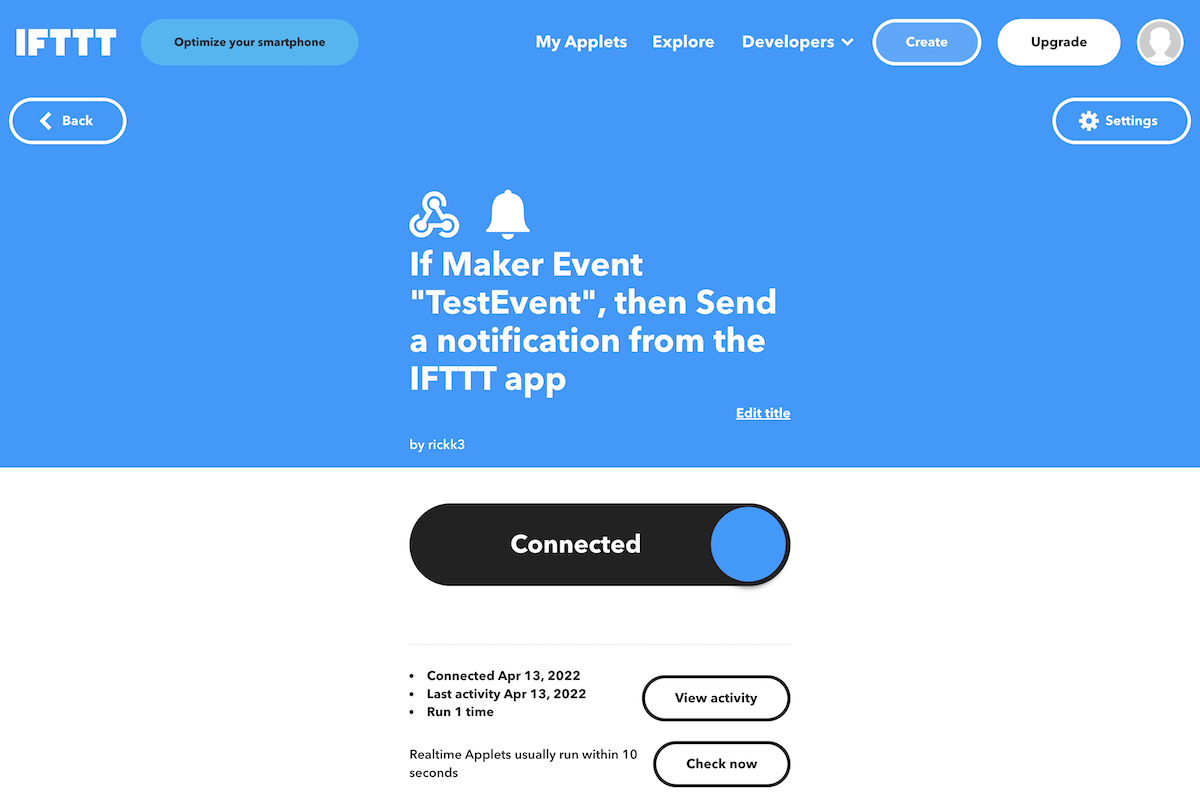 IFTTT
Optimize your smartphone
My Applets
Explore
Developers
Create
Upgrade
Back
Settings
If Maker Event
"TestEvent", then Send
a notification from the
IFTTT app
Edit title
by rickk3
Connected
• Connected Apr 13, 2022
• Last activity Apr 13, 2022
• Run 1 time
View activity
Realtime Applets usually run within 10
seconds
Check now